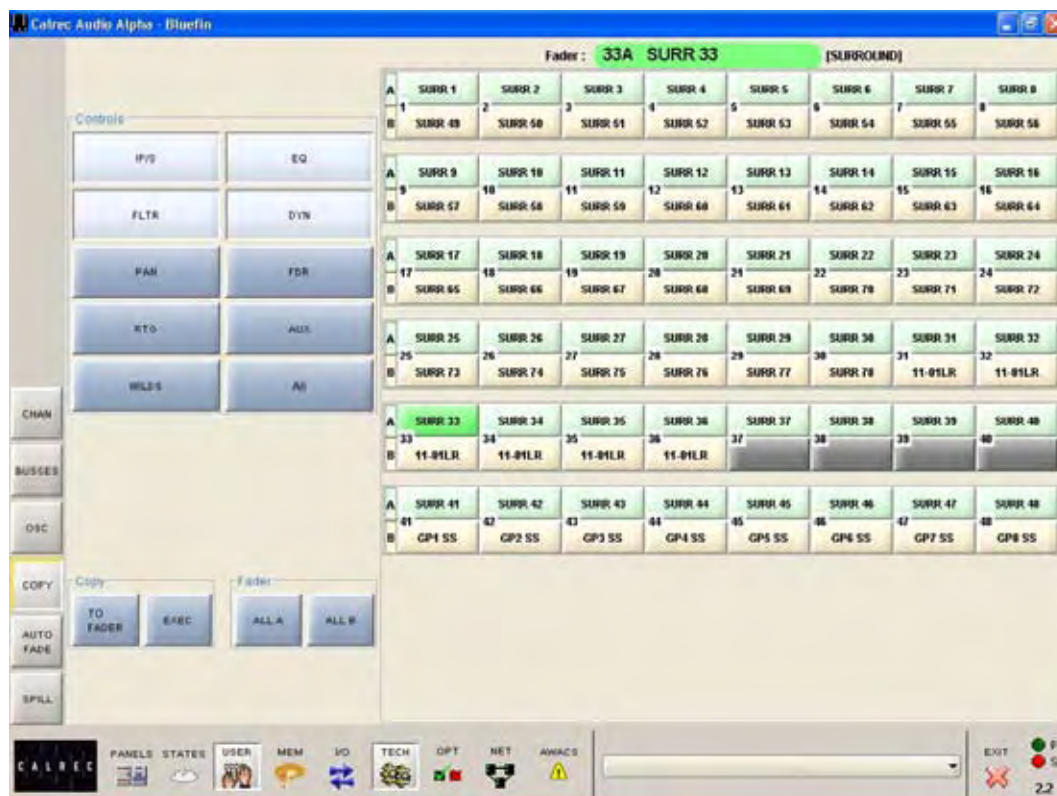 Calrec Audio Alpha - Bluefin
Fader : 33A SURR 33 [SURROUND]
A SURR 1 SURR 2 SURR 3 SURR 4 SURR 5 SURR 6 SURR 7 SURR 8
1 2 3 4 5 6 7 8
B SURR 49 SURR 50 SURR 51 SURR 52 SURR 53 SURR 54 SURR 55 SURR 56
A SURR 9 SURR 10 SURR 11 SURR 12 SURR 13 SURR 14 SURR 15 SURR 16
9 10 11 12 13 14 15 16
B SURR 57 SURR 58 SURR 59 SURR 60 SURR 61 SURR 62 SURR 63 SURR 64
A SURR 17 SURR 18 SURR 19 SURR 20 SURR 21 SURR 22 SURR 23 SURR 24
17 18 19 20 21 22 23 24
B SURR 65 SURR 66 SURR 67 SURR 68 SURR 69 SURR 70 SURR 71 SURR 72
A SURR 25 SURR 26 SURR 27 SURR 28 SURR 29 SURR 30 SURR 31 SURR 32
25 26 27 28 29 30 31 32
B SURR 73 SURR 74 SURR 75 SURR 76 SURR 77 SURR 78 11-01LR 11-01LR
A SURR 33 SURR 34 SURR 35 SURR 36 SURR 37 SURR 38 SURR 39 SURR 40
33 34 35 36 37 38 39 40
B 11-01LR 11-01LR 11-01LR 11-01LR
A SURR 41 SURR 42 SURR 43 SURR 44 SURR 45 SURR 46 SURR 47 SURR 48
41 42 43 44 45 46 47 48
B GP1 SS GP2 SS GP3 SS GP4 SS GP5 SS GP6 SS GP7 SS GP8 SS
Controls
IP/S EQ
FLTR DYN
PAN FDR
RTG AUX
WILDS All
CHAN
BUSSES
OSC
COPY
AUTO
FADE
SPILL
Copy
TO
FADER
EXEC
Fader
ALL A ALL B
CALREC
PANELS STATES USER MEM I/O TECH OPT NET AWACS
EXIT
2.2